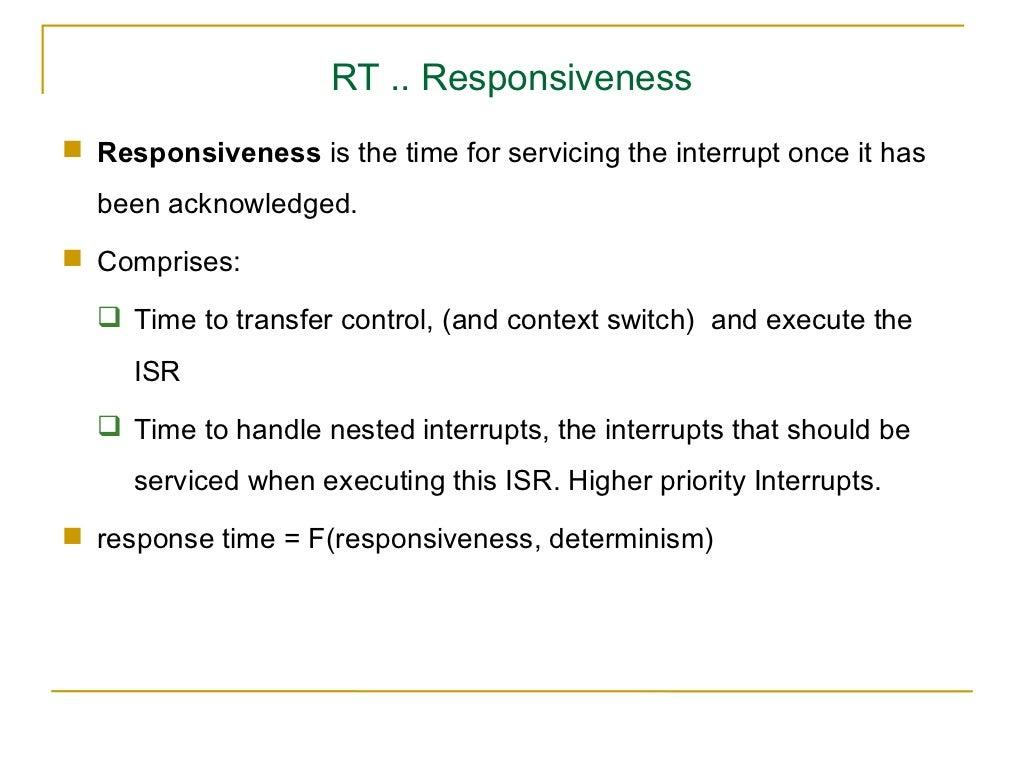 RT .. Responsiveness
Responsiveness is the time for servicing the interrupt once it has
been acknowledged.
Comprises:
Time to transfer control, (and context switch)  and execute the
ISR
Time to handle nested interrupts, the interrupts that should be
serviced when executing this ISR. Higher priority Interrupts.
response time = F(responsiveness, determinism)